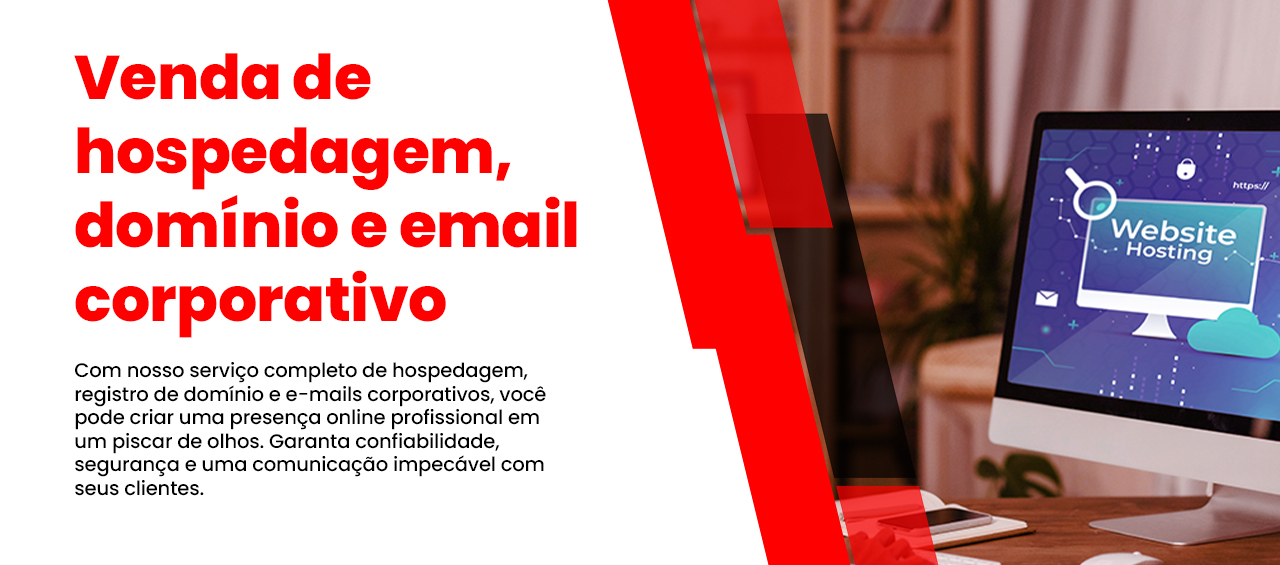 Venda de
hospedagem,
domínio e email
corporativo
Com nosso serviço completo de hospedagem,
registro de domínio e e-mails corporativos, você
pode criar uma presença online profissional em
um piscar de olhos. Garanta confiabilidade,
segurança e uma comunicação impecável com
seus clientes.
https://
Website
Hosting